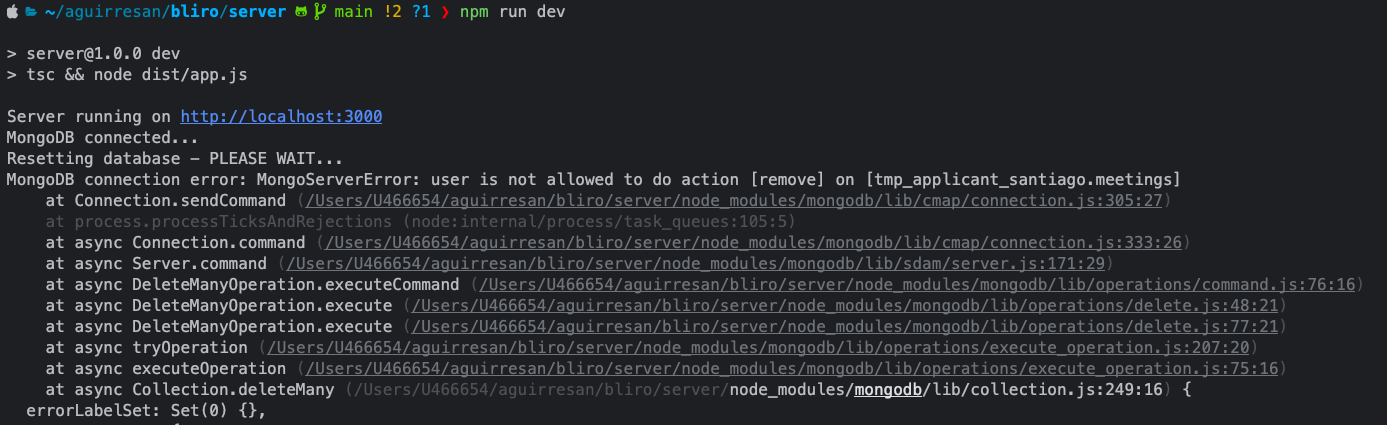 ~/aguirresan/bliro/server main !2 ?1 ❯ npm run dev
> server@1.0.0 dev
> tsc && node dist/app.js
Server running on http://localhost:3000
MongoDB connected...
Resetting database – PLEASE WAIT...
MongoDB connection error: MongoServerError: user is not allowed to do action [remove] on [tmp_applicant_santiago.meetings]
at Connection.sendCommand (/Users/U466654/aguirresan/bliro/server/node_modules/mongodb/lib/cmap/connection.js:305:27)
at process.processTicksAndRejections (node:internal/process/task_queues:105:5)
at async Connection.command (/Users/U466654/aguirresan/bliro/server/node_modules/mongodb/lib/cmap/connection.js:333:26)
at async Server.command (/Users/U466654/aguirresan/bliro/server/node_modules/mongodb/lib/sdam/server.js:171:29)
at async DeleteManyOperation.executeCommand (/Users/U466654/aguirresan/bliro/server/node_modules/mongodb/lib/operations/command.js:76:16)
at async DeleteManyOperation.execute (/Users/U466654/aguirresan/bliro/server/node_modules/mongodb/lib/operations/delete.js:48:21)
at async DeleteManyOperation.execute (/Users/U466654/aguirresan/bliro/server/node_modules/mongodb/lib/operations/delete.js:77:21)
at async tryOperation (/Users/U466654/aguirresan/bliro/server/node_modules/mongodb/lib/operations/execute_operation.js:207:20)
at async executeOperation (/Users/U466654/aguirresan/bliro/server/node_modules/mongodb/lib/operations/execute_operation.js:75:16)
at async Collection.deleteMany (/Users/U466654/aguirresan/bliro/server/node_modules/mongodb/lib/collection.js:249:16) {
errorLabelSet: Set(0) {},